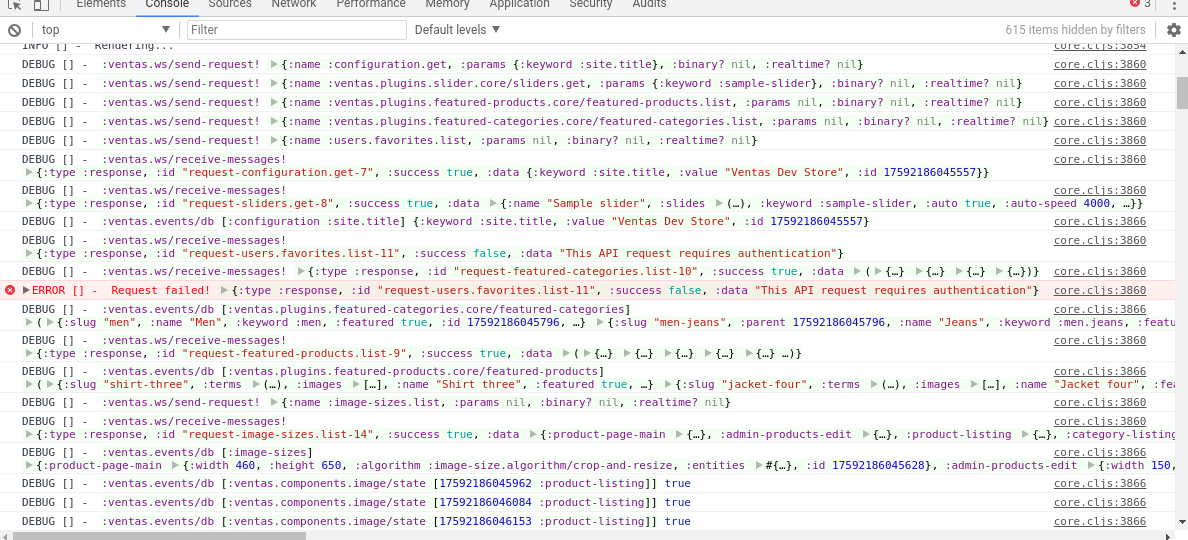 Elements Console Sources Network Performance Memory Application Security Audits 3
top Filter Default levels 615 items hidden by filters
INFO [] - Rendering... core.cljs:3854
DEBUG [] - :ventas.ws/send-request! {:name :configuration.get, :params {:keyword :site.title}, :binary? nil, :realtime? nil} core.cljs:3860
DEBUG [] - :ventas.ws/send-request! {:name :ventas.plugins.slider.core/sliders.get, :params {:keyword :sample-slider}, :binary? nil, :realtime? nil} core.cljs:3860
DEBUG [] - :ventas.ws/send-request! {:name :ventas.plugins.featured-products.core/featured-products.list, :params nil, :binary? nil, :realtime? nil} core.cljs:3860
DEBUG [] - :ventas.ws/send-request! {:name :ventas.plugins.featured-categories.core/featured-categories.list, :params nil, :binary? nil, :realtime? nil} core.cljs:3860
DEBUG [] - :ventas.ws/send-request! {:name :users.favorites.list, :params nil, :binary? nil, :realtime? nil} core.cljs:3860
DEBUG [] - :ventas.ws/receive-messages! core.cljs:3860
{:type :response, :id "request-configuration.get-7", :success true, :data {:keyword :site.title, :value "Ventas Dev Store", :id 17592186045557}}
DEBUG [] - :ventas.ws/receive-messages! core.cljs:3860
{:type :response, :id "request-sliders.get-8", :success true, :data {:name "Sample slider", :slides (…), :keyword :sample-slider, :auto true, :auto-speed 4000, …}}
DEBUG [] - :ventas.events/db [:configuration :site.title] {:keyword :site.title, :value "Ventas Dev Store", :id 17592186045557} core.cljs:3866
DEBUG [] - :ventas.ws/receive-messages! core.cljs:3860
{:type :response, :id "request-users.favorites.list-11", :success false, :data "This API request requires authentication"}
DEBUG [] - :ventas.ws/receive-messages! {:type :response, :id "request-featured-categories.list-10", :success true, :data ({…} {…} {…} {…})} core.cljs:3860
ERROR [] - Request failed! {:type :response, :id "request-users.favorites.list-11", :success false, :data "This API request requires authentication"} core.cljs:3860
DEBUG [] - :ventas.events/db [:ventas.plugins.featured-categories.core/featured-categories] core.cljs:3866
({:slug "men", :name "Men", :keyword :men, :featured true, :id 17592186045796, …} {:slug "men-jeans", :parent 17592186045796, :name "Jeans", :keyword :men.jeans, :featu
DEBUG [] - :ventas.ws/receive-messages! core.cljs:3860
{:type :response, :id "request-featured-products.list-9", :success true, :data ({…} {…} {…} {…} {…} …)}
DEBUG [] - :ventas.events/db [:ventas.plugins.featured-products.core/featured-products] core.cljs:3866
({:slug "shirt-three", :terms (…), :images […], :name "Shirt three", :featured true, …} {:slug "jacket-four", :terms (…), :images […], :name "Jacket four", :fea
DEBUG [] - :ventas.ws/send-request! {:name :image-sizes.list, :params nil, :binary? nil, :realtime? nil} core.cljs:3860
DEBUG [] - :ventas.ws/receive-messages! core.cljs:3860
{:type :response, :id "request-image-sizes.list-14", :success true, :data {:product-page-main {…}, :admin-products-edit {…}, :product-listing {…}, :category-listing
DEBUG [] - :ventas.events/db [:image-sizes] core.cljs:3866
{:product-page-main {:width 460, :height 650, :algorithm :image-size.algorithm/crop-and-resize, :entities #{…}, :id 17592186045628}, :admin-products-edit {:width 150,
DEBUG [] - :ventas.events/db [:ventas.components.image/state [17592186045962 :product-listing]] true core.cljs:3866
DEBUG [] - :ventas.events/db [:ventas.components.image/state [17592186046084 :product-listing]] true core.cljs:3866
DEBUG [] - :ventas.events/db [:ventas.components.image/state [17592186046153 :product-listing]] true core.cljs:3866